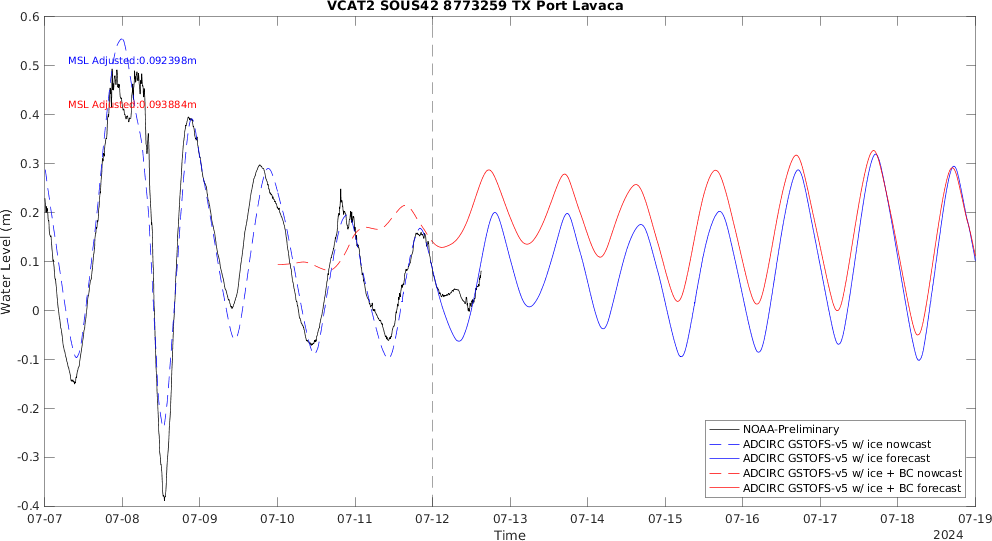 VCAT2 SOUS42 8773259 TX Port Lavaca
0.6
0.5
0.4
0.3
0.2
0.1
0
-0.1
-0.2
-0.3
-0.4
Water Level (m)
MSL Adjusted:0.092398m
MSL Adjusted:0.093884m
NOAA-Preliminary
ADCIRC GSTOFS-v5 w/ ice nowcast
ADCIRC GSTOFS-v5 w/ ice forecast
ADCIRC GSTOFS-v5 w/ ice + BC nowcast
ADCIRC GSTOFS-v5 w/ ice + BC forecast
07-07 07-08 07-09 07-10 07-11 07-12 07-13 07-14 07-15 07-16 07-17 07-18 07-19
Time
2024